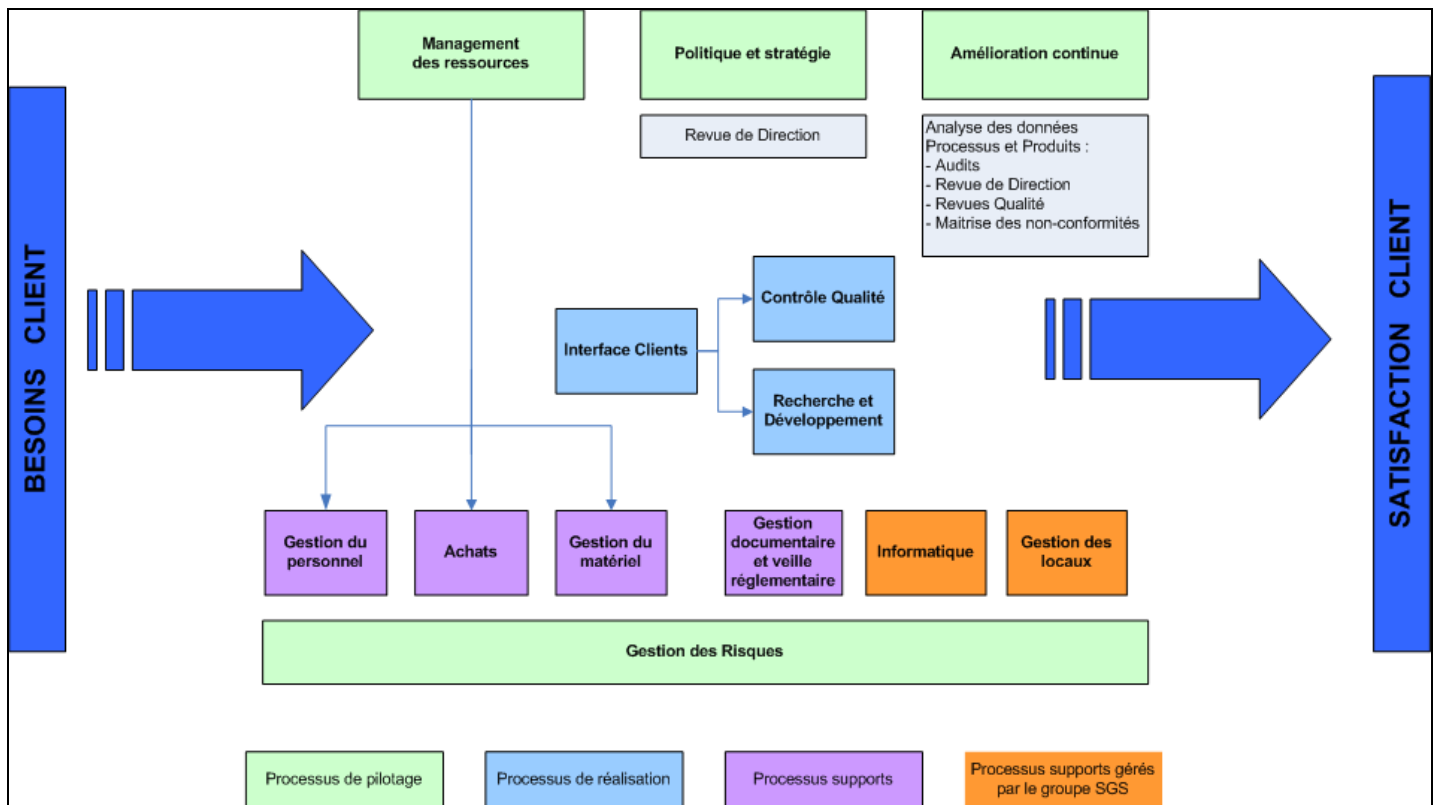 Management
des ressources
Politique et stratégie
Amélioration continue
Revue de Direction
Analyse des données
Processus et Produits :
- Audits
- Revue de Direction
- Revues Qualité
- Maitrise des non-conformités
BESOINS CLIENT
Contrôle Qualité
Interface Clients
Recherche et
Développement
SATISFACTION CLIENT
Gestion du
personnel
Achats
Gestion du
matériel
Gestion
documentaire
et veille
réglementaire
Informatique
Gestion des
locaux
Gestion des Risques
Processus de pilotage
Processus de réalisation
Processus supports
Processus supports gérés
par le groupe SGS